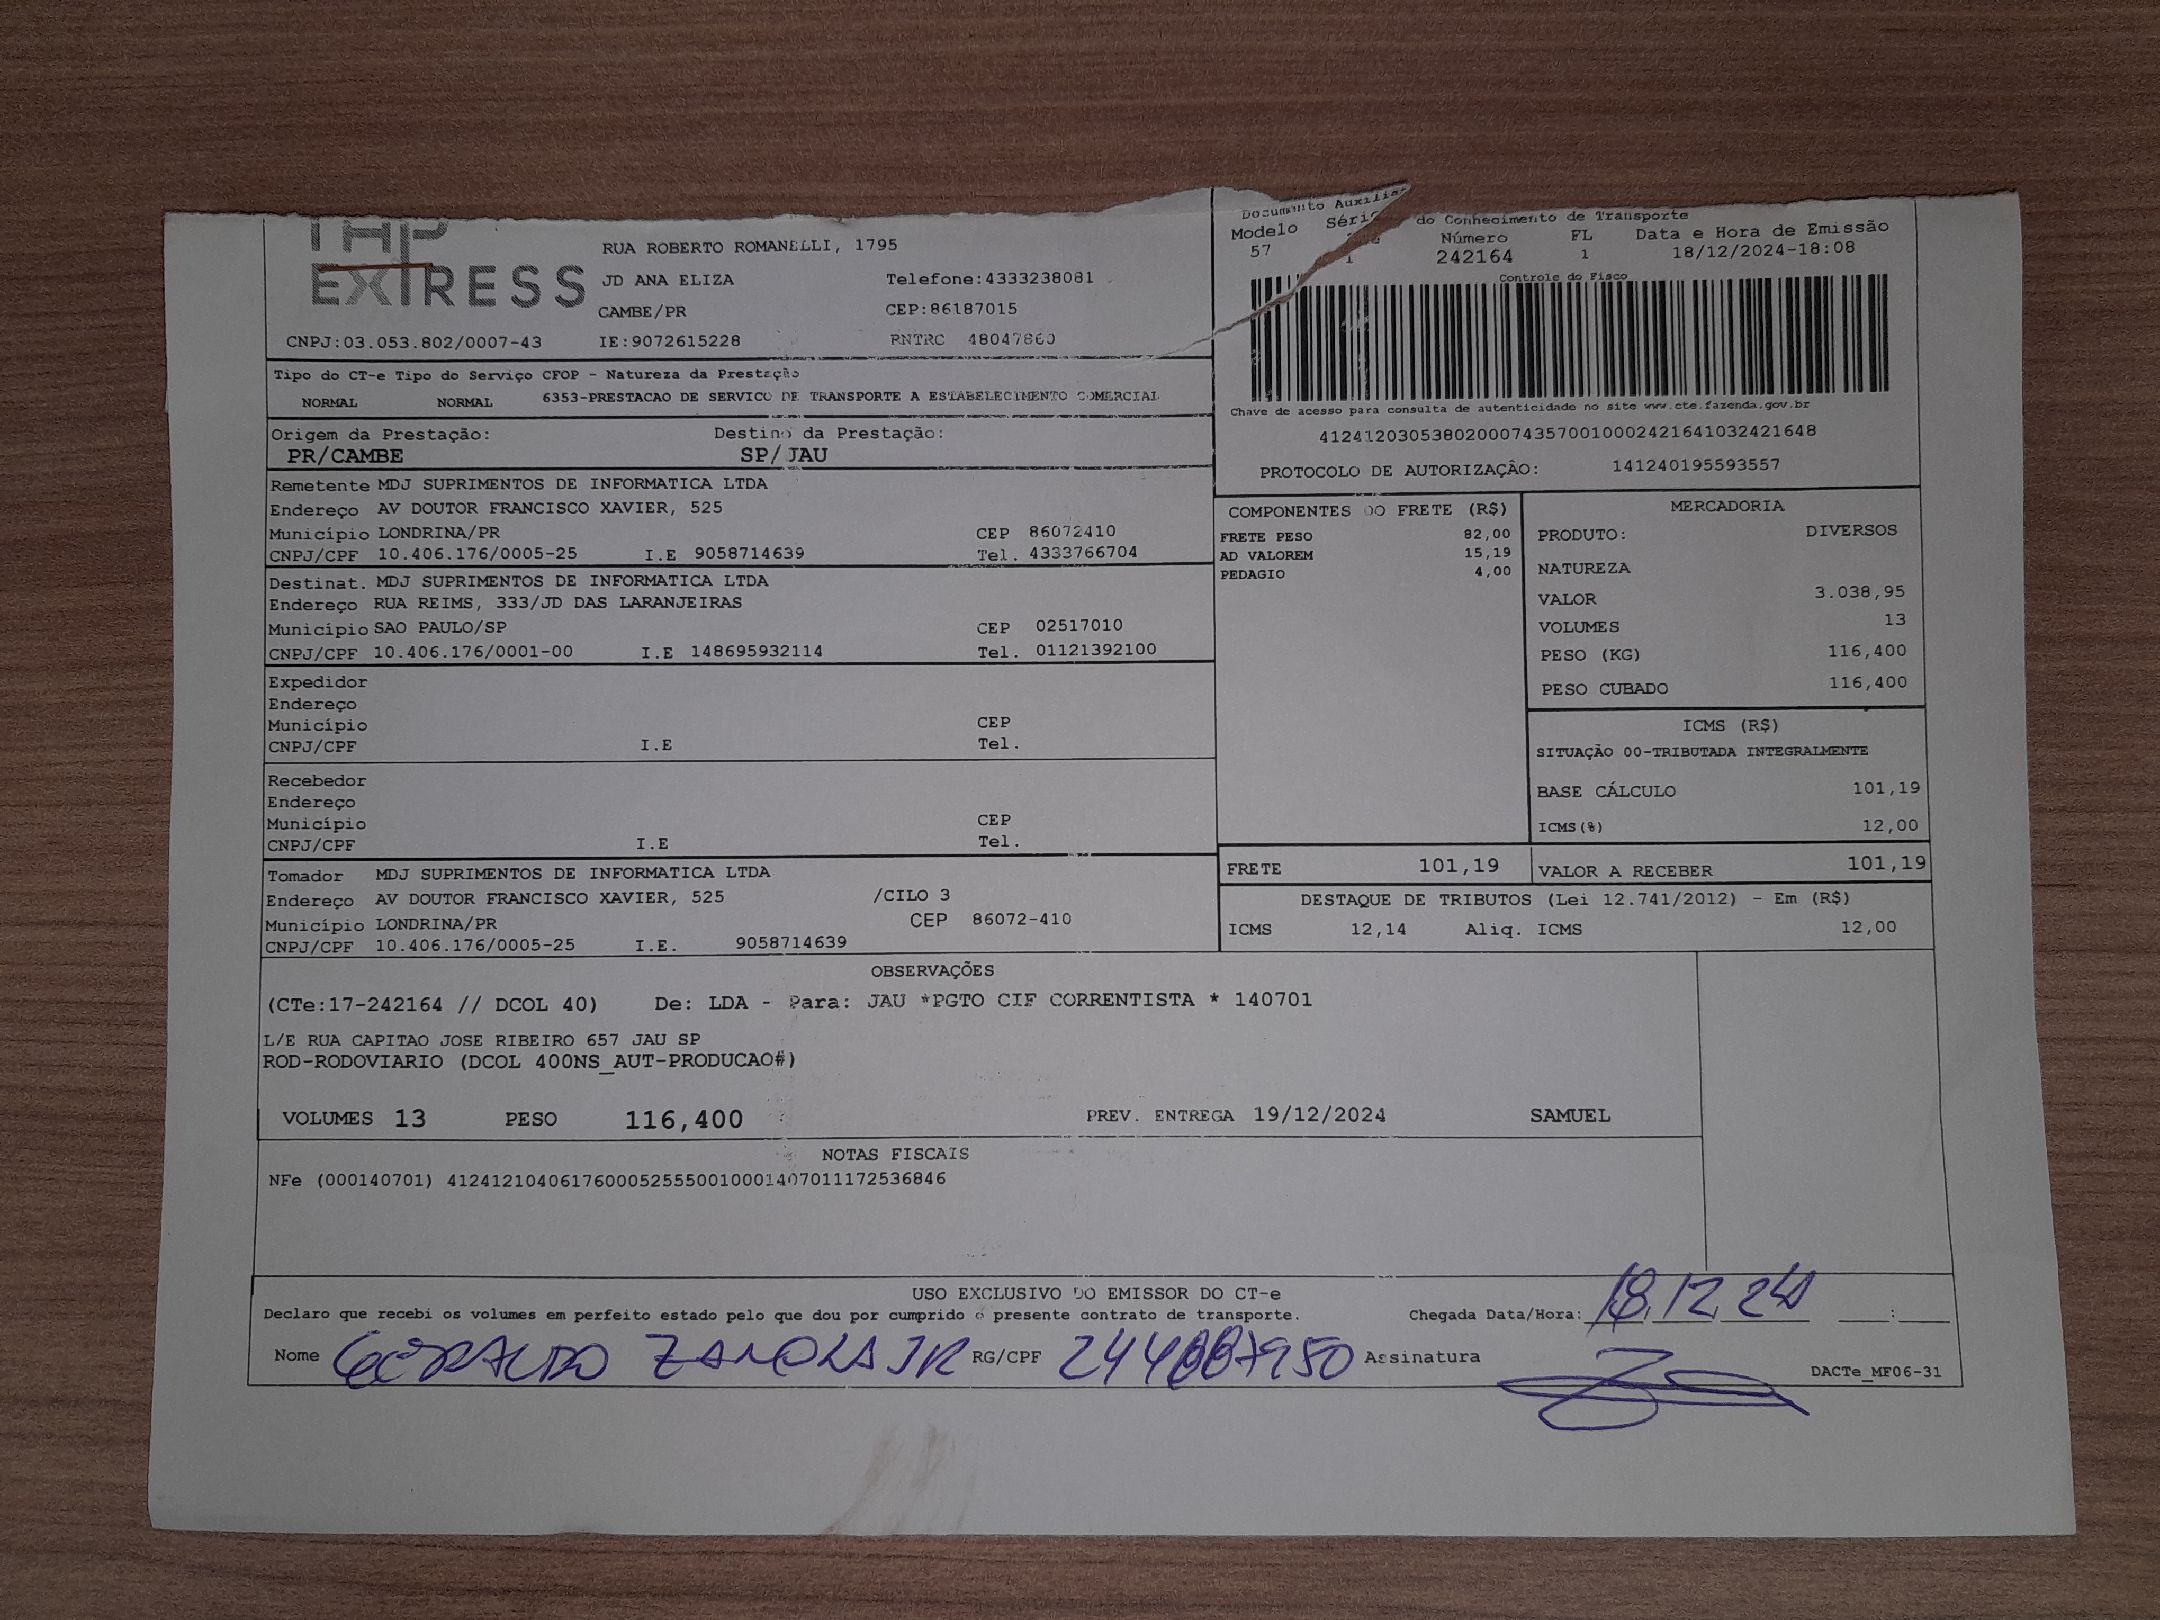 EXPRESS
RUA ROBERTO ROMANELLI, 1795
JD ANA ELIZA Telefone:4333238081
CAMBE/PR CEP:86187015
CNPJ:03.053.802/0007-43 IE:9072615228 RNTRC 48047860
Tipo do CT-e Tipo do Serviço CFOP - Natureza da Prestação
NORMAL NORMAL 6353-PRESTACAO DE SERVICO DE TRANSPORTE A ESTABELECIMENTO COMERCIAL
Origem da Prestação: Destino da Prestação:
PR/CAMBE SP/JAU
Documento Auxiliar do Conhecimento de Transporte
Modelo Série Número FL Data e Hora de Emissão
57 1 242164 1 18/12/2024-18:08
Controle do Fisco
Chave de acesso para consulta de autenticidade no site www.cte.fazenda.gov.br
41241203053802000743570010002421641032421648
PROTOCOLO DE AUTORIZAÇÃO: 141240195593557
Remetente MDJ SUPRIMENTOS DE INFORMATICA LTDA
Endereço AV DOUTOR FRANCISCO XAVIER, 525
Município LONDRINA/PR CEP 86072410
CNPJ/CPF 10.406.176/0005-25 I.E 9058714639 Tel. 4333766704
Destinat. MDJ SUPRIMENTOS DE INFORMATICA LTDA
Endereço RUA REIMS, 333/JD DAS LARANJEIRAS
Município SAO PAULO/SP CEP 02517010
CNPJ/CPF 10.406.176/0001-00 I.E 148695932114 Tel. 01121392100
Expedidor
Endereço
Município CEP
CNPJ/CPF I.E Tel.
Recebedor
Endereço
Município CEP
CNPJ/CPF I.E Tel.
Tomador MDJ SUPRIMENTOS DE INFORMATICA LTDA
Endereço AV DOUTOR FRANCISCO XAVIER, 525 /CILO 3
Município LONDRINA/PR CEP 86072-410
CNPJ/CPF 10.406.176/0005-25 I.E. 9058714639
COMPONENTES DO FRETE (R$)
FRETE PESO 82,00
AD VALOREM 15,19
PEDAGIO 4,00
MERCADORIA
PRODUTO: DIVERSOS
NATUREZA
VALOR 3.038,95
VOLUMES 13
PESO (KG) 116,400
PESO CUBADO 116,400
ICMS (R$)
SITUAÇÃO 00-TRIBUTADA INTEGRALMENTE
BASE CÁLCULO 101,19
ICMS(%) 12,00
FRETE 101,19 VALOR A RECEBER 101,19
DESTAQUE DE TRIBUTOS (Lei 12.741/2012) - Em (R$)
ICMS 12,14 Aliq. ICMS 12,00
OBSERVAÇÕES
(CTe:17-242164 // DCOL 40) De: LDA - Para: JAU *PGTO CIF CORRENTISTA * 140701
L/E RUA CAPITAO JOSE RIBEIRO 657 JAU SP
ROD-RODOVIARIO (DCOL 400NS_AUT-PRODUCAO#)
VOLUMES 13 PESO 116,400 PREV. ENTREGA 19/12/2024 SAMUEL
NOTAS FISCAIS
NFe (000140701) 41241210406176000525550010001407011172536846
USO EXCLUSIVO DO EMISSOR DO CT-e
Declaro que recebi os volumes em perfeito estado pelo que dou por cumprido o presente contrato de transporte. Chegada Data/Hora: 18.12.24 ___:___
Nome GERALDO ZANOLA JR RG/CPF Assinatura DACTe_MF06-31